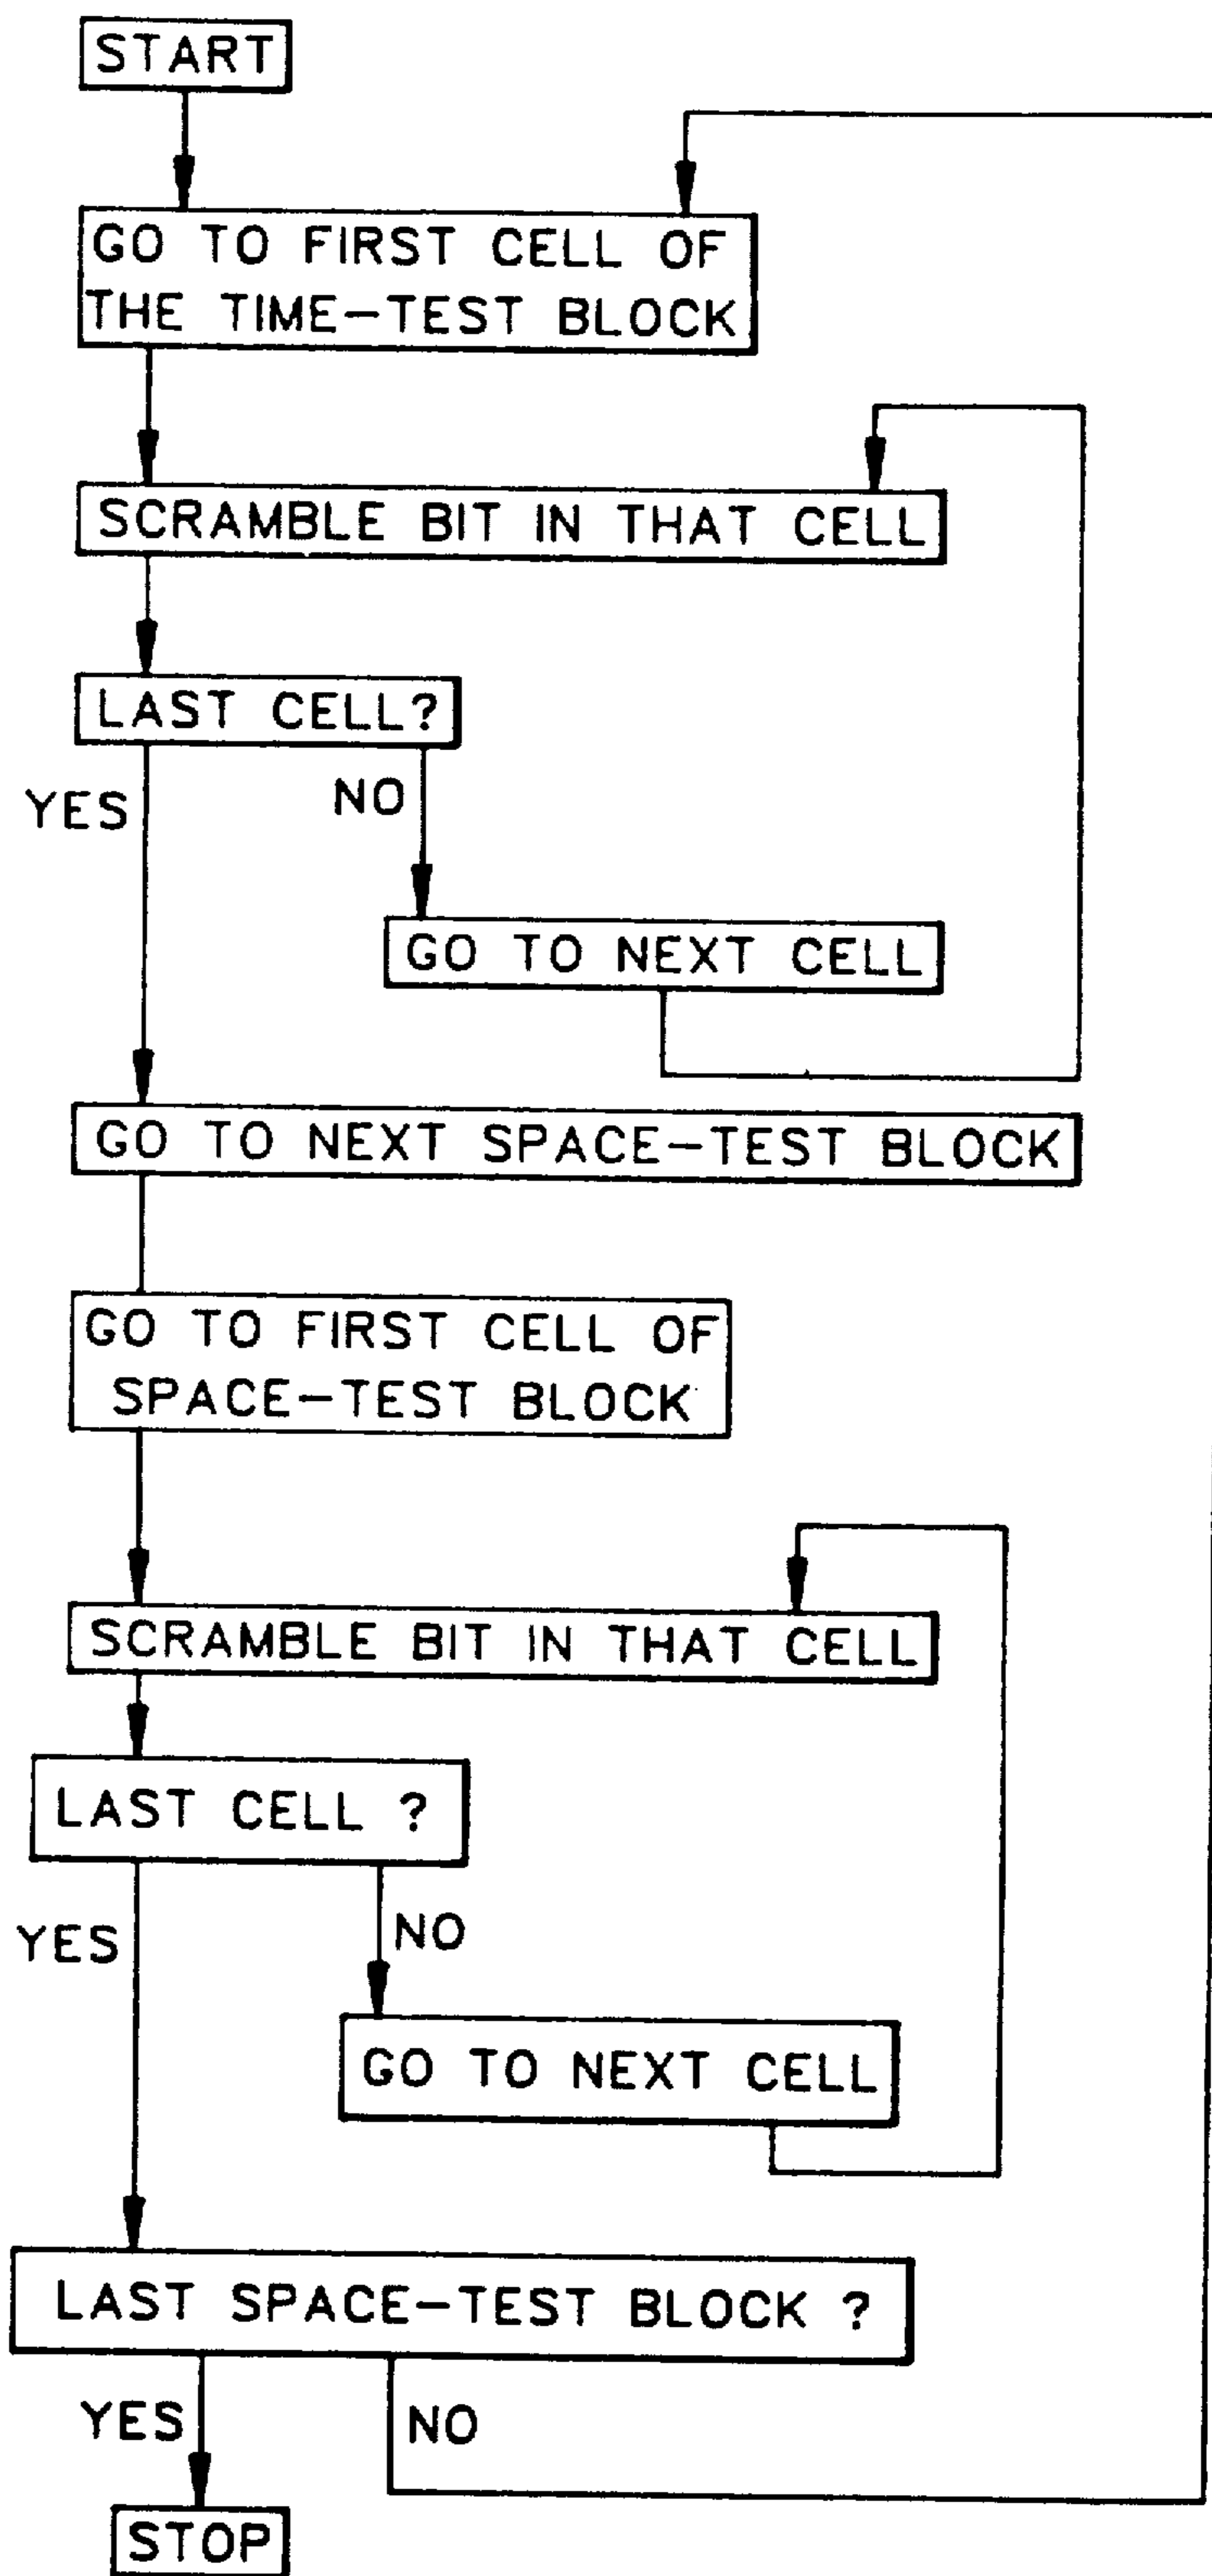 START
GO TO FIRST CELL OF
THE TIME-TEST BLOCK
SCRAMBLE BIT IN THAT CELL
LAST CELL?
YES
NO
GO TO NEXT CELL
GO TO NEXT SPACE-TEST BLOCK
GO TO FIRST CELL OF
SPACE-TEST BLOCK
SCRAMBLE BIT IN THAT CELL
LAST CELL ?
YES
NO
GO TO NEXT CELL
LAST SPACE-TEST BLOCK ?
YES
NO
STOP